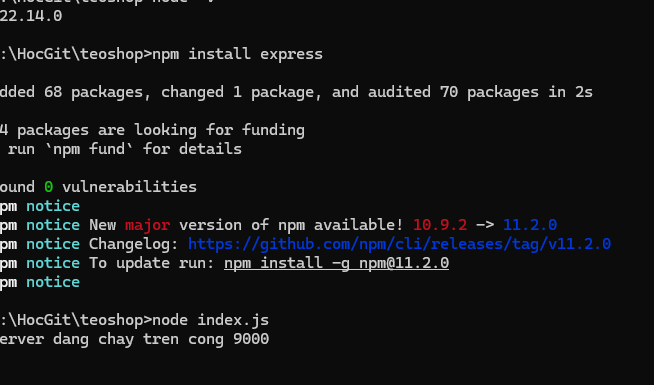 22.14.0
:\HocGit\teoshop>npm install express
dded 68 packages, changed 1 package, and audited 70 packages in 2s
4 packages are looking for funding
run `npm fund` for details
ound 0 vulnerabilities
pm notice
pm notice New major version of npm available! 10.9.2 -> 11.2.0
pm notice Changelog: https://github.com/npm/cli/releases/tag/v11.2.0
pm notice To update run: npm install -g npm@11.2.0
pm notice
:\HocGit\teoshop>node index.js
erver dang chay tren cong 9000